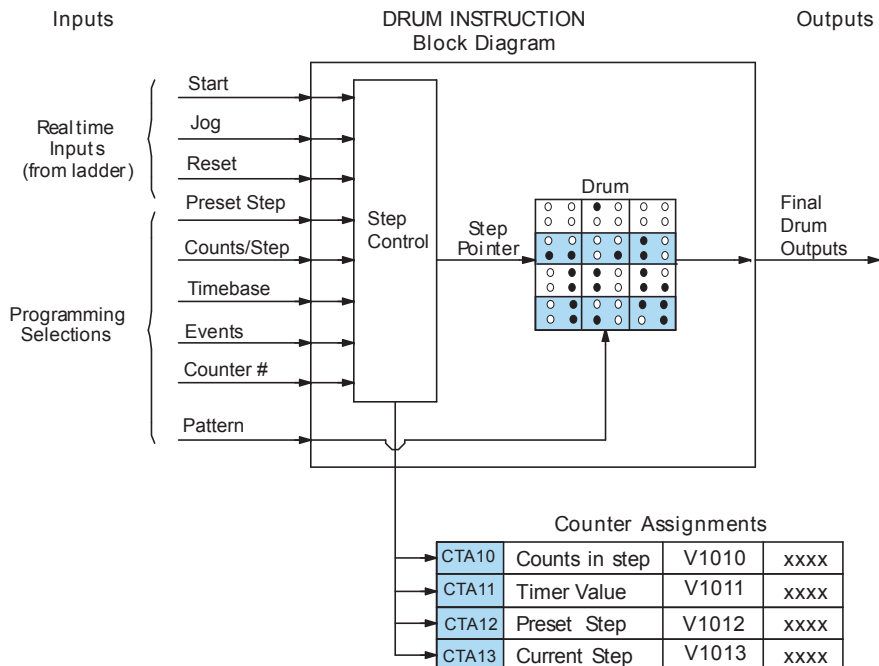 Inputs
DRUM INSTRUCTION
Block Diagram
Outputs
Realtime
Inputs
(from ladder)
Start
Jog
Reset
Programming
Selections
Preset Step
Counts/Step
Timebase
Events
Counter #
Pattern
Step
Control
Step
Pointer
Drum
Final
Drum
Outputs
Counter Assignments
CTA10 Counts in step V1010 xxxx
CTA11 Timer Value V1011 xxxx
CTA12 Preset Step V1012 xxxx
CTA13 Current Step V1013 xxxx